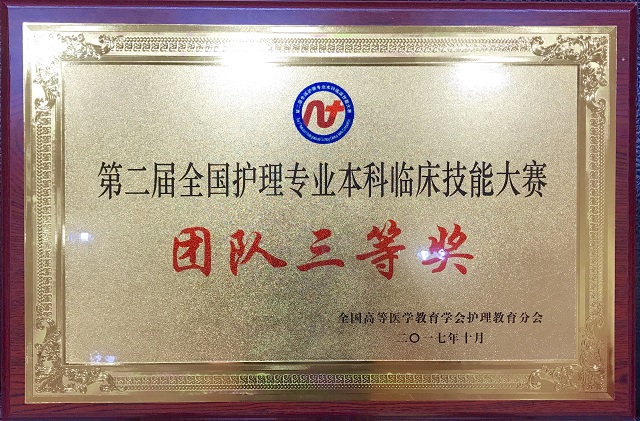 第二届全国护理专业本科临床技能大赛
团队三等奖
全国高等医学教育学会护理教育分会
二〇一七年十月